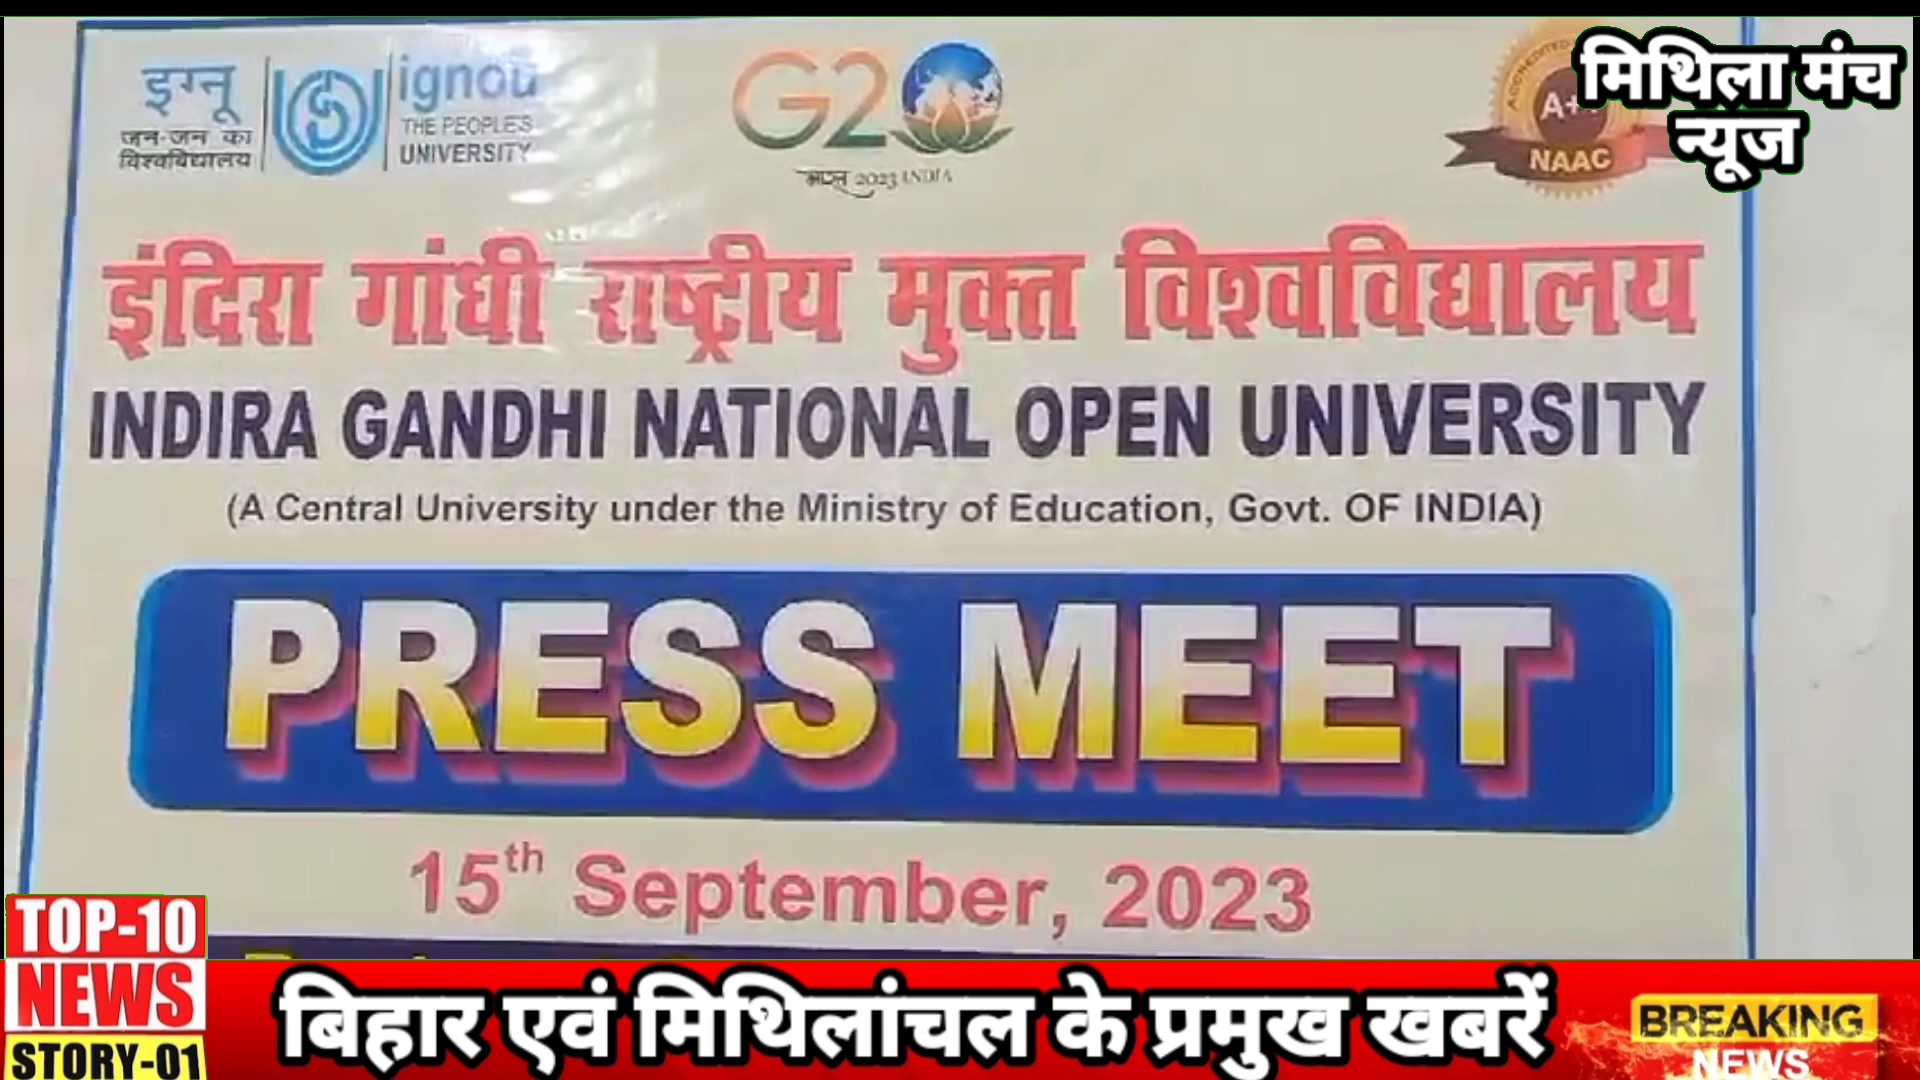 इग्नू
जन-जन का
विश्वविद्यालय
ignou
THE PEOPLE'S
UNIVERSITY
G20
भारत 2023 INDIA
NAAC
मिथिला मंच
न्यूज
इंदिरा गांधी राष्ट्रीय मुक्त विश्वविद्यालय
INDIRA GANDHI NATIONAL OPEN UNIVERSITY
(A Central University under the Ministry of Education, Govt. OF INDIA)
PRESS MEET
15th September, 2023
TOP-10
NEWS
STORY-01
बिहार एवं मिथिलांचल के प्रमुख खबरें
BREAKING
NEWS